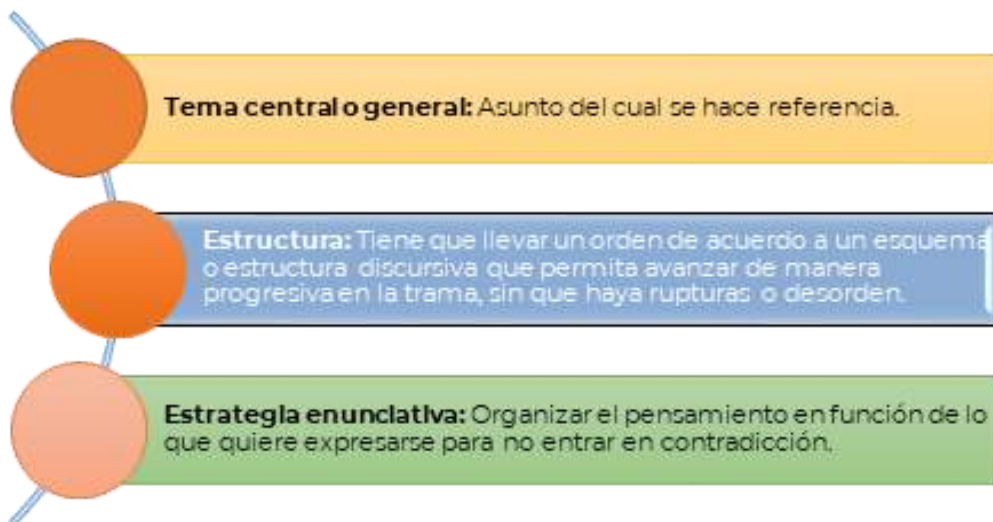 Tema central o general: Asunto del cual se hace referencia.
Estructura: Tiene que llevar un orden de acuerdo a un esquema
o estructura discursiva que permita avanzar de manera
progresiva en la trama, sin que haya rupturas o desorden.
Estrategia enunciativa: Organizar el pensamiento en función de lo
que quiere expresarse para no entrar en contradicción.